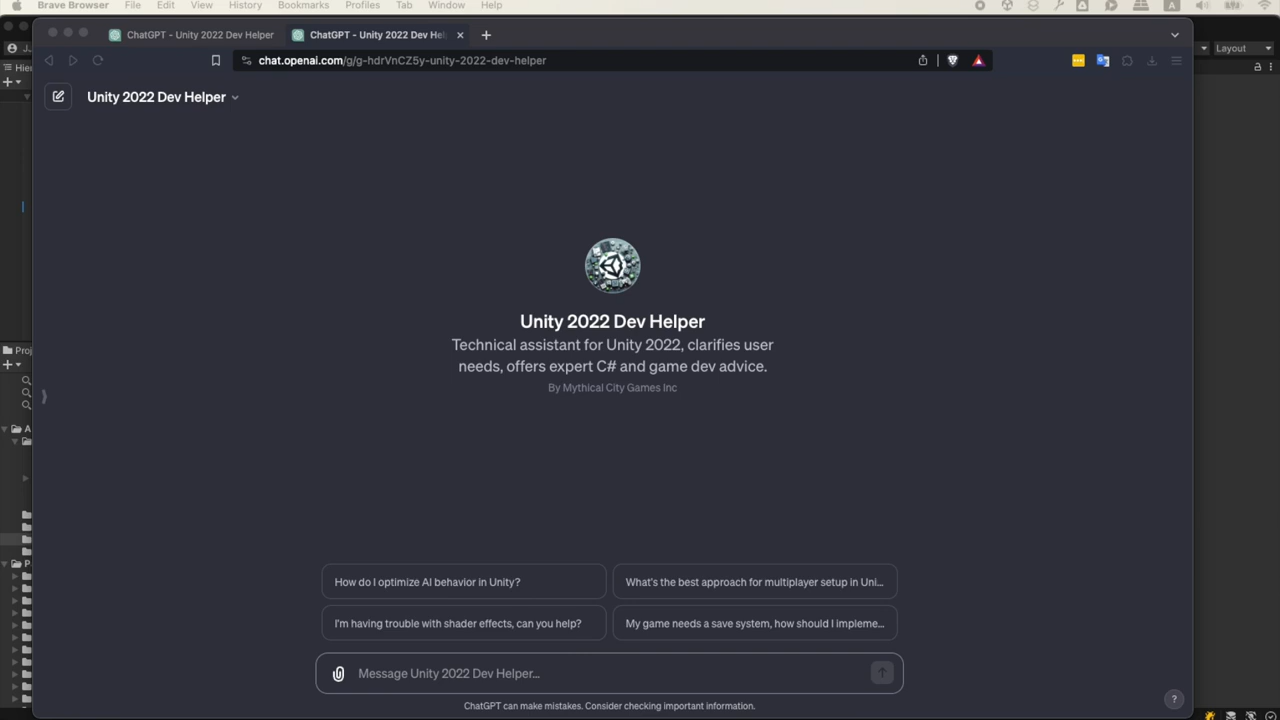 Brave Browser File Edit View History Bookmarks Profiles Tab Window Help
ChatGPT - Unity 2022 Dev Helper
ChatGPT - Unity 2022 Dev Hel
Layout
chat.openai.com/g/g-hdrVnCZ5y-unity-2022-dev-helper
Hier
Unity 2022 Dev Helper
Unity 2022 Dev Helper
Technical assistant for Unity 2022, clarifies user
needs, offers expert C# and game dev advice.
By Mythical City Games Inc
Proj
A
P
How do I optimize AI behavior in Unity?
What's the best approach for multiplayer setup in Uni...
I'm having trouble with shader effects, can you help?
My game needs a save system, how should I impleme...
Message Unity 2022 Dev Helper...
ChatGPT can make mistakes. Consider checking important information.
?